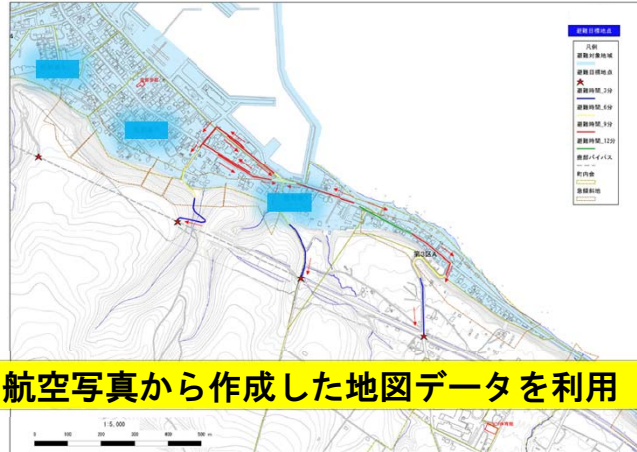 避難目標地点
凡例
避難対象地域
避難目標地点
避難時間_3分
避難時間_6分
避難時間_9分
避難時間_12分
鹿部バイパス
町内会
急傾斜地
第3区A
航空写真から作成した地図データを利用
1:5,000
0 100 200 300 400 500 m